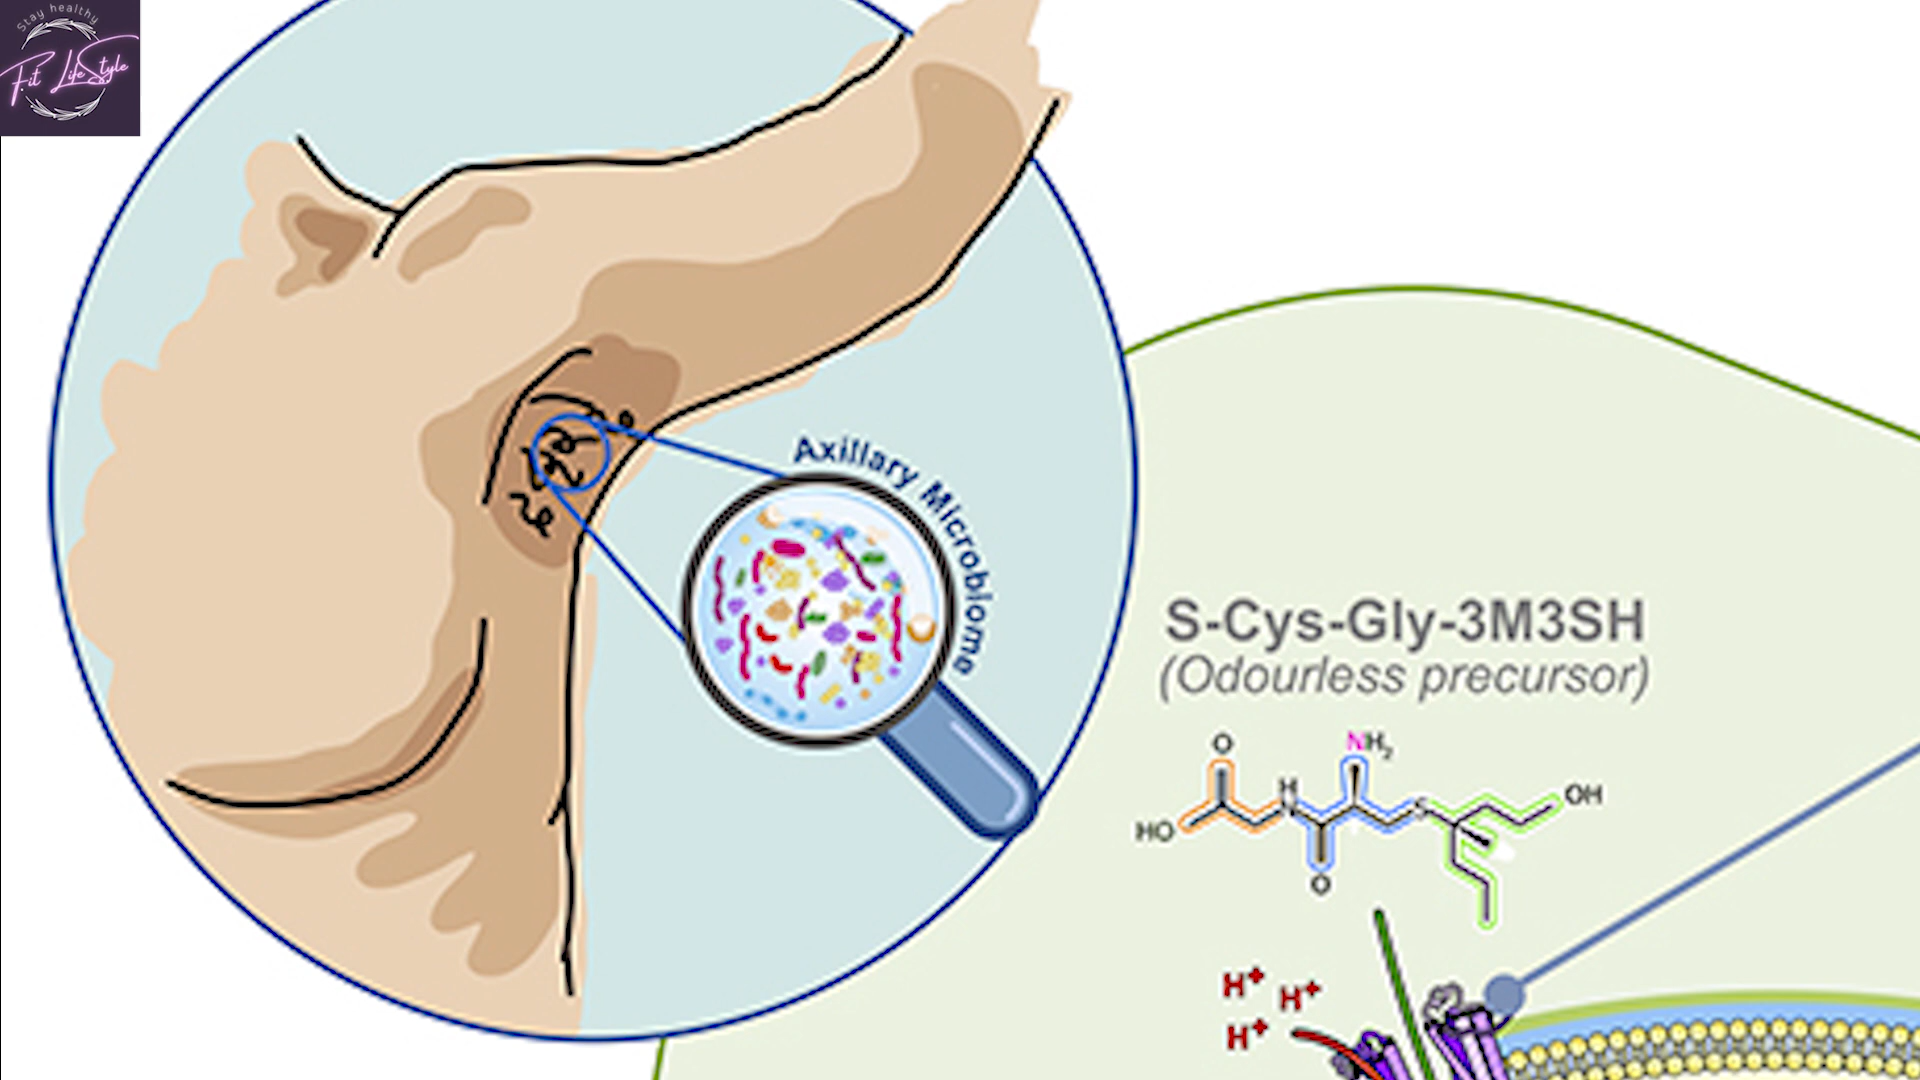 Stay healthy
Fit LifeStyle
Axillary Microbiome
S-Cys-Gly-3M3SH
(Odourless precursor)
O
NH2
H
N
S
OH
HO
O
H+
H+
H+